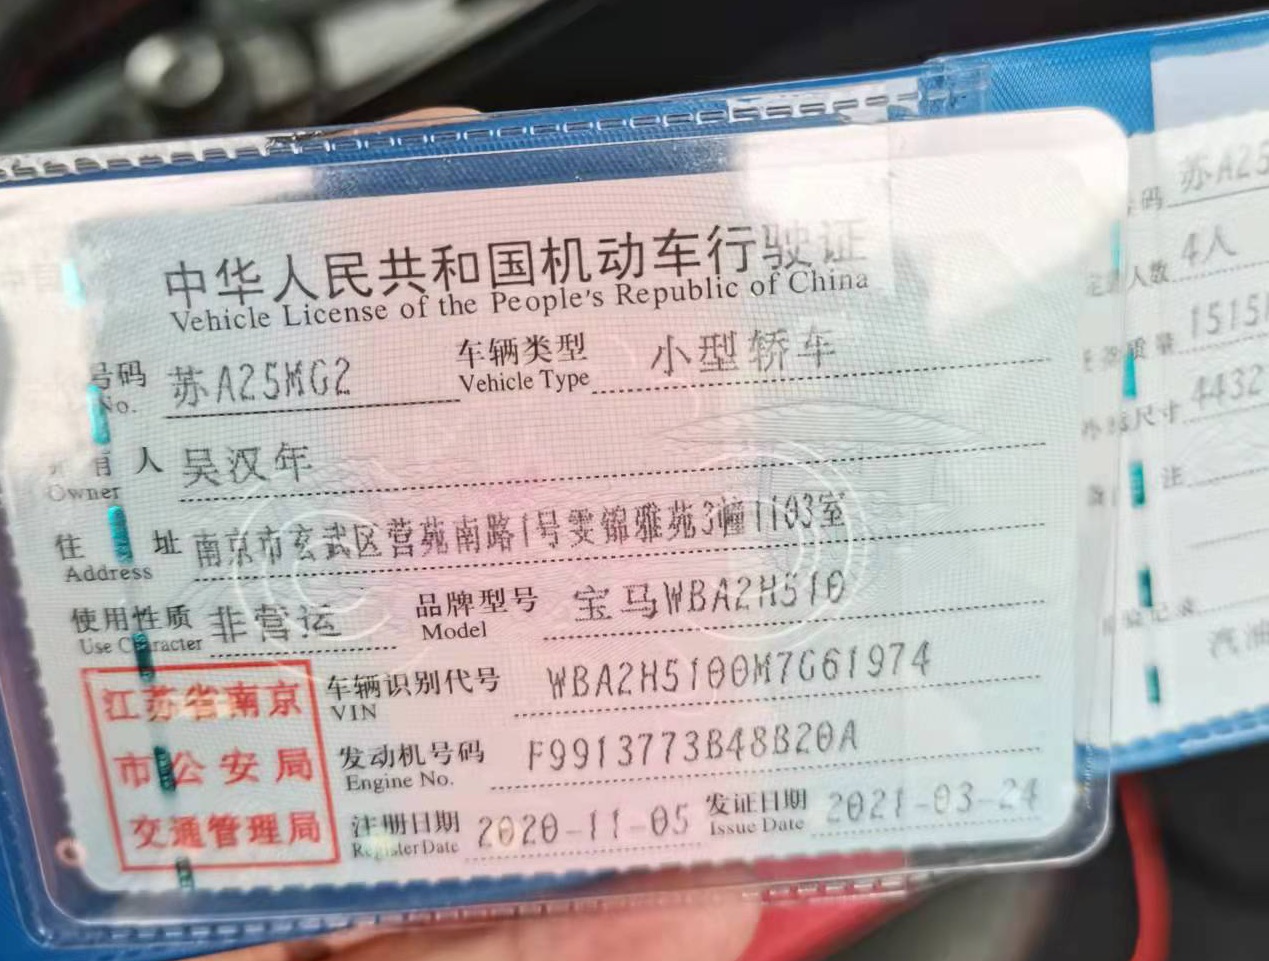 中华人民共和国机动车行驶证
Vehicle License of the People's Republic of China
号码 苏A25MG2 车辆类型 小型轿车
No. Vehicle Type
有 人 吴汉年
Owner
住 址 南京市玄武区营苑南路1号雯锦雅苑3幢1103室
Address
使用性质 非营运 品牌型号 宝马WBA2H510
Use Character Model
江苏省南京
市公安局
交通管理局
车辆识别代号 WBA2H5100M7G61974
VIN
发动机号码 F9913773B48B20A
Engine No.
注册日期 2020-11-05 发证日期 2021-03-24
Register Date Issue Date
码 苏A25
人数 4人
质量 1515
尺寸 4432
注
记录
汽油